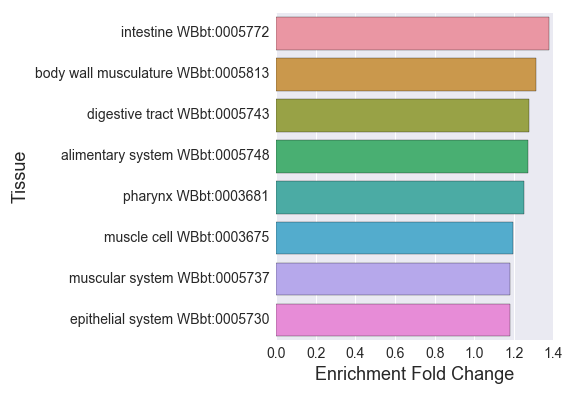 intestine WBbt:0005772
body wall musculature WBbt:0005813
digestive tract WBbt:0005743
alimentary system WBbt:0005748
pharynx WBbt:0003681
muscle cell WBbt:0003675
muscular system WBbt:0005737
epithelial system WBbt:0005730
Tissue
0.0 0.2 0.4 0.6 0.8 1.0 1.2 1.4
Enrichment Fold Change